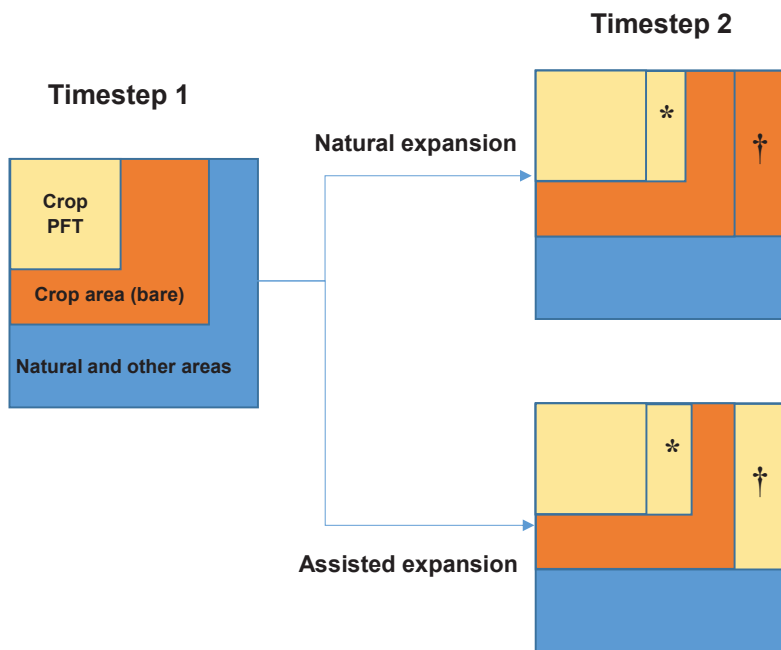 Timestep 2
Timestep 1
Natural expansion
*
†
Crop
PFT
Crop area (bare)
Natural and other areas
*
†
Assisted expansion